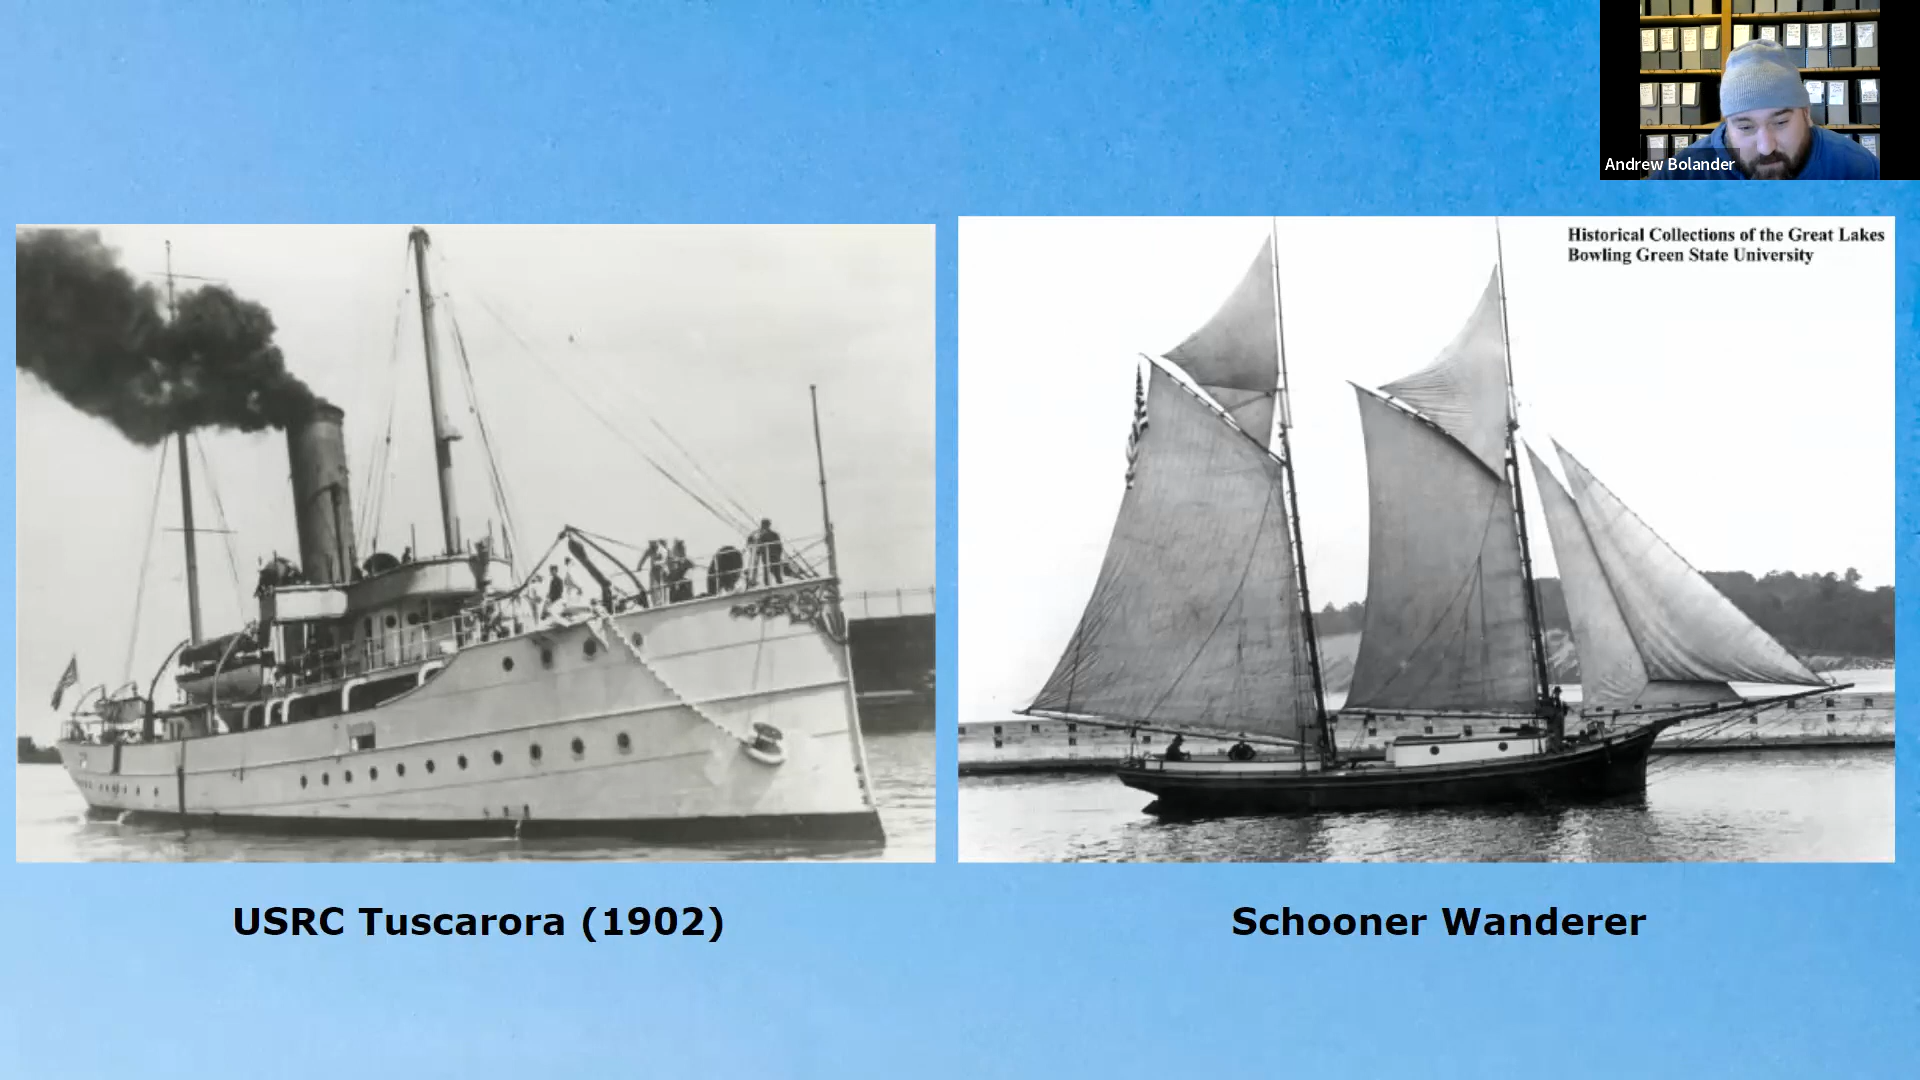 Andrew Bolander
Historical Collections of the Great Lakes
Bowling Green State University
USRC Tuscarora (1902)
Schooner Wanderer